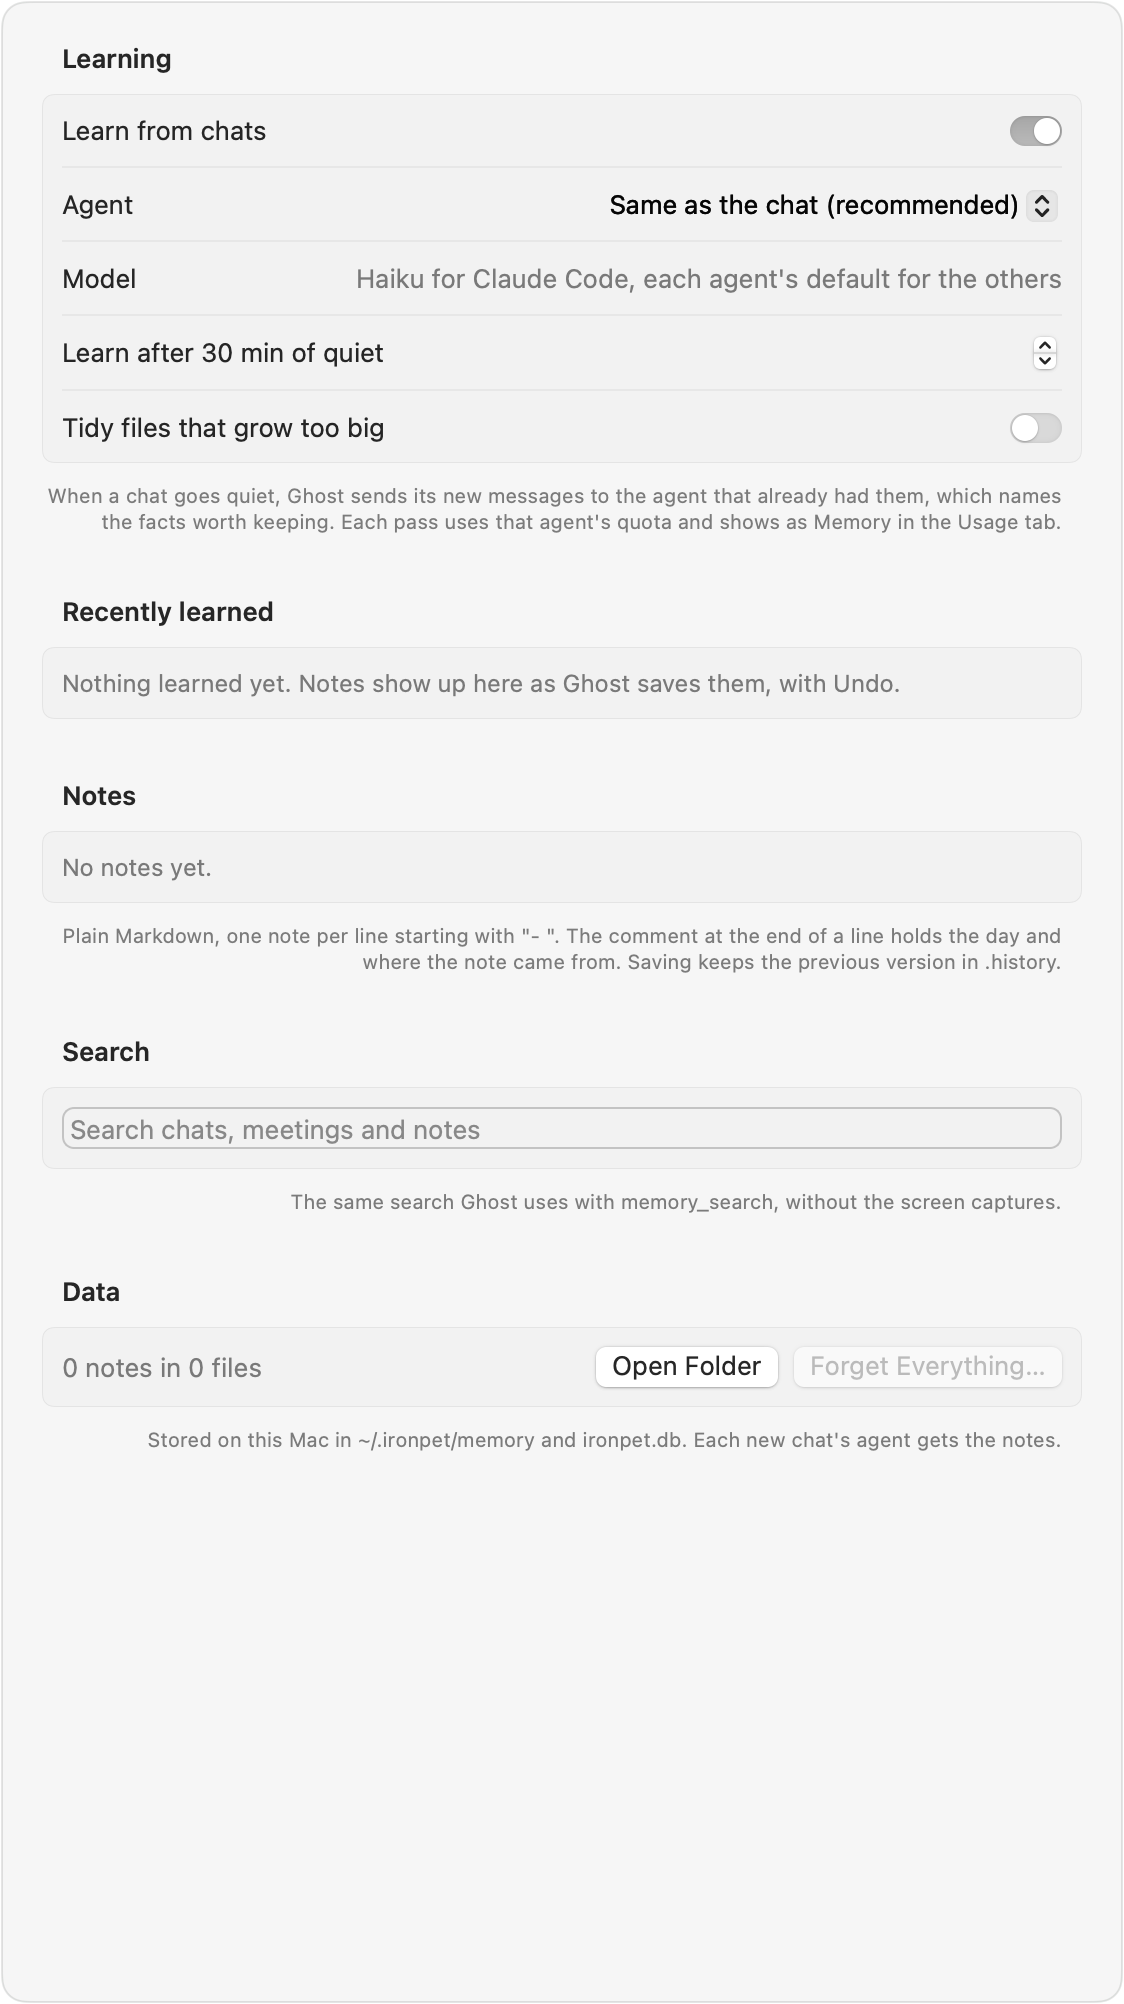 Learning
Learn from chats
Agent
Same as the chat (recommended)
Model
Haiku for Claude Code, each agent's default for the others
Learn after 30 min of quiet
Tidy files that grow too big
When a chat goes quiet, Ghost sends its new messages to the agent that already had them, which names
the facts worth keeping. Each pass uses that agent's quota and shows as Memory in the Usage tab.
Recently learned
Nothing learned yet. Notes show up here as Ghost saves them, with Undo.
Notes
No notes yet.
Plain Markdown, one note per line starting with "- ". The comment at the end of a line holds the day and
where the note came from. Saving keeps the previous version in .history.
Search
Search chats, meetings and notes
The same search Ghost uses with memory_search, without the screen captures.
Data
0 notes in 0 files
Open Folder
Forget Everything...
Stored on this Mac in ~/.ironpet/memory and ironpet.db. Each new chat's agent gets the notes.